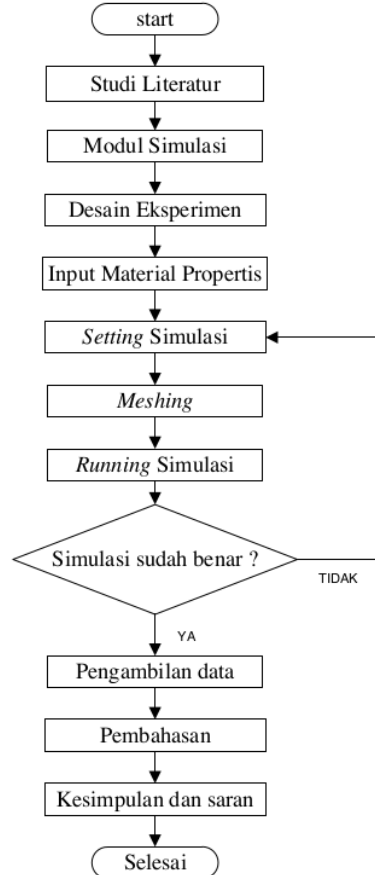 start
Studi Literatur
Modul Simulasi
Desain Eksperimen
Input Material Propertis
Setting Simulasi
Meshing
Running Simulasi
Simulasi sudah benar ?
TIDAK
YA
Pengambilan data
Pembahasan
Kesimpulan dan saran
Selesai